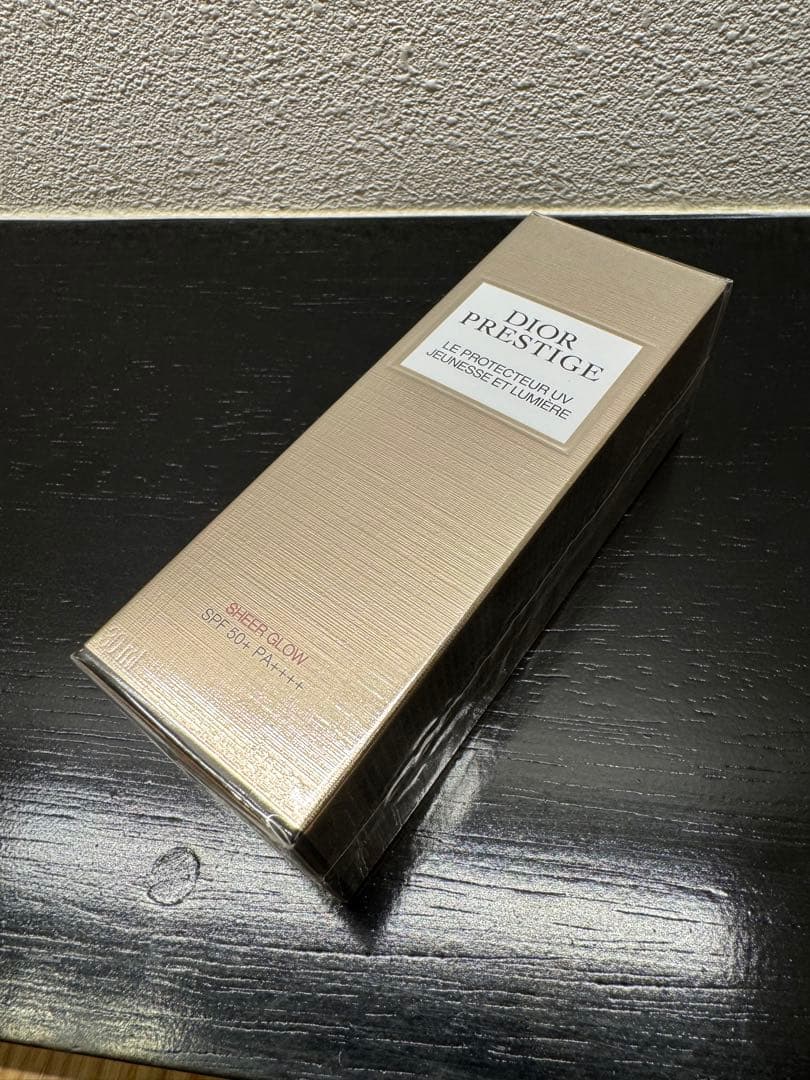 DIOR
PRESTIGE
LE PROTECTEUR UV
JEUNESSE ET LUMIÈRE
SHEER GLOW
SPF 50+ PA++++